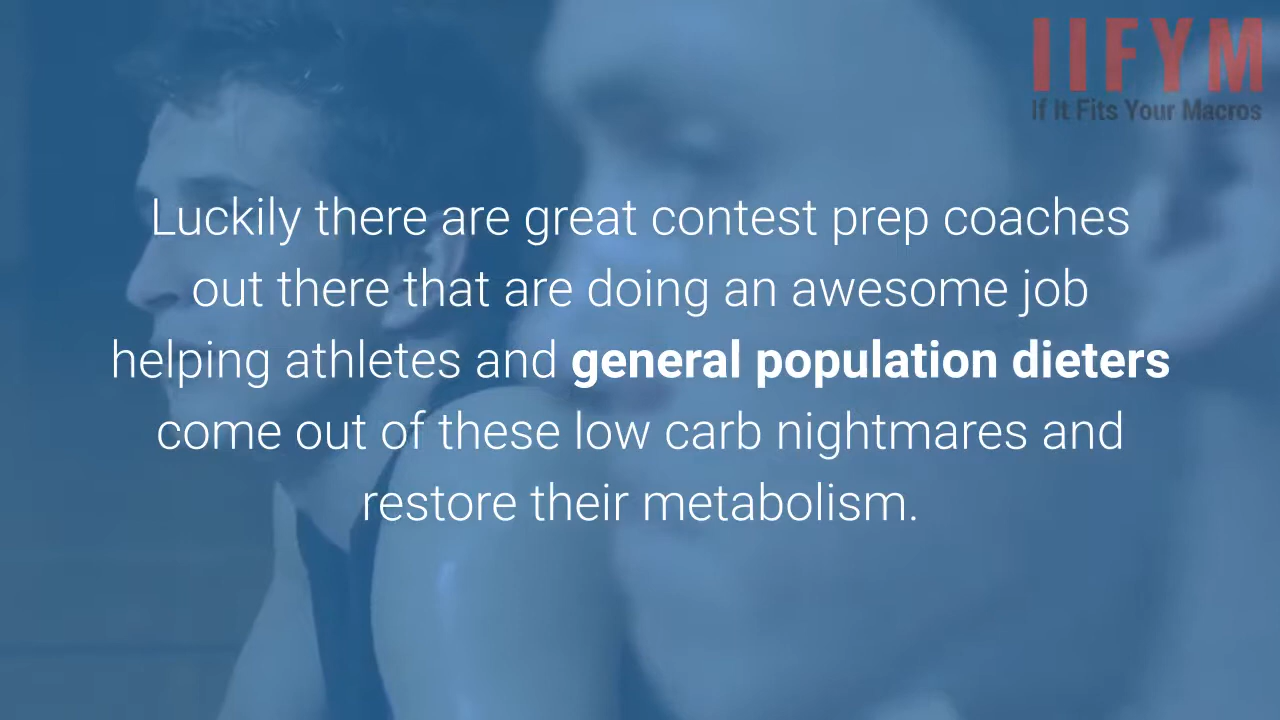 IIFYM
If It Fits Your Macros
Luckily there are great contest prep coaches
out there that are doing an awesome job
helping athletes and general population dieters
come out of these low carb nightmares and
restore their metabolism.